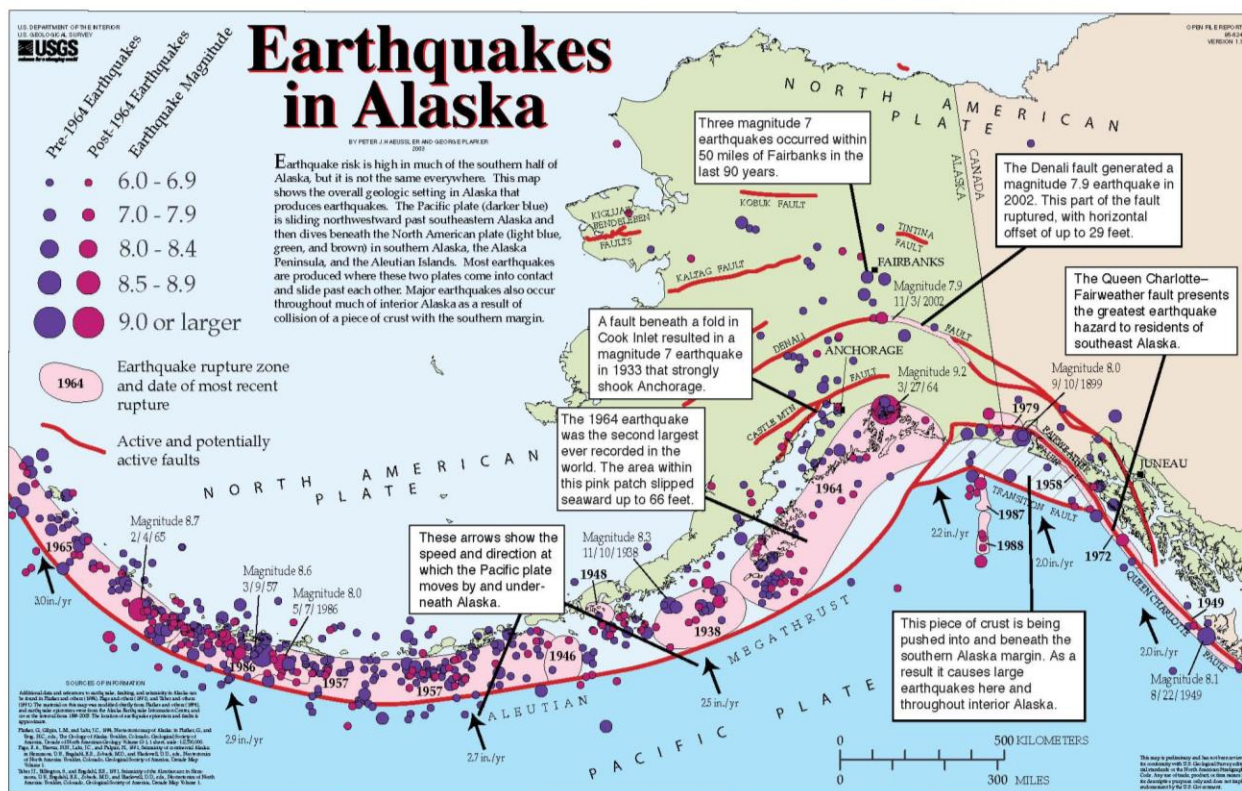 U.S. DEPARTMENT OF THE INTERIOR
U.S. GEOLOGICAL SURVEY
USGS
science for a changing world
OPEN FILE REPORT
Earthquakes
in Alaska
BY PETER J. HAEUSSLER AND GEORGE PLAFKER
2003
Earthquake risk is high in much of the southern half of
Alaska, but it is not the same everywhere. This map
shows the overall geologic setting in Alaska that
produces earthquakes. The Pacific plate (darker blue)
is sliding northwestward past southeastern Alaska and
then dives beneath the North American plate (light blue,
green, and brown) in southern Alaska, the Alaska
Peninsula, and the Aleutian Islands. Most earthquakes
are produced where these two plates come into contact
and slide past each other. Major earthquakes also occur
throughout much of interior Alaska as a result of
collision of a piece of crust with the southern margin.
Pre-1964 Earthquakes
Post-1964 Earthquakes
Earthquake Magnitude
6.0 - 6.9
7.0 - 7.9
8.0 - 8.4
8.5 - 8.9
9.0 or larger
1964
Earthquake rupture zone
and date of most recent
rupture
Active and potentially
active faults
NORTH AMERICAN
PLATE
Three magnitude 7
earthquakes occurred within
50 miles of Fairbanks in the
last 90 years.
The Denali fault generated a
magnitude 7.9 earthquake in
2002. This part of the fault
ruptured, with horizontal
offset of up to 29 feet.
The Queen Charlotte–
Fairweather fault presents
the greatest earthquake
hazard to residents of
southeast Alaska.
A fault beneath a fold in
Cook Inlet resulted in a
magnitude 7 earthquake
in 1933 that strongly
shook Anchorage.
The 1964 earthquake
was the second largest
ever recorded in the
world. The area within
this pink patch slipped
seaward up to 66 feet.
These arrows show the
speed and direction at
which the Pacific plate
moves by and under-
neath Alaska.
This piece of crust is being
pushed into and beneath the
southern Alaska margin. As a
result it causes large
earthquakes here and
throughout interior Alaska.
CANADA
ALASKA
BENDELEBEN
FAULTS
KOBUK FAULT
TINTINA
FAULT
KALTAG FAULT
FAIRBANKS
Magnitude 7.9
11/3/2002
DENALI
FAULT
ANCHORAGE
CASTLE MTN
FAULT
Magnitude 9.2
3/27/64
Magnitude 8.0
9/10/1899
1979
FAIRWEATHER
FAULT
JUNEAU
1958
1964
TRANSITION FAULT
1987
1988
1972
QUEEN CHARLOTTE
FAULT
1949
Magnitude 8.1
8/22/1949
2.2 in./yr
2.0 in./yr
2.0 in./yr
NORTH AMERICAN
PLATE
1965
Magnitude 8.7
2/4/65
Magnitude 8.6
3/9/57
Magnitude 8.0
5/7/1986
1986
1957
1957
1946
1948
Magnitude 8.3
11/10/1938
1938
3.0 in./yr
2.9 in./yr
2.7 in./yr
2.5 in./yr
ALEUTIAN
MEGATHRUST
PACIFIC PLATE
0 500 KILOMETERS
0 300 MILES
SOURCES OF INFORMATION